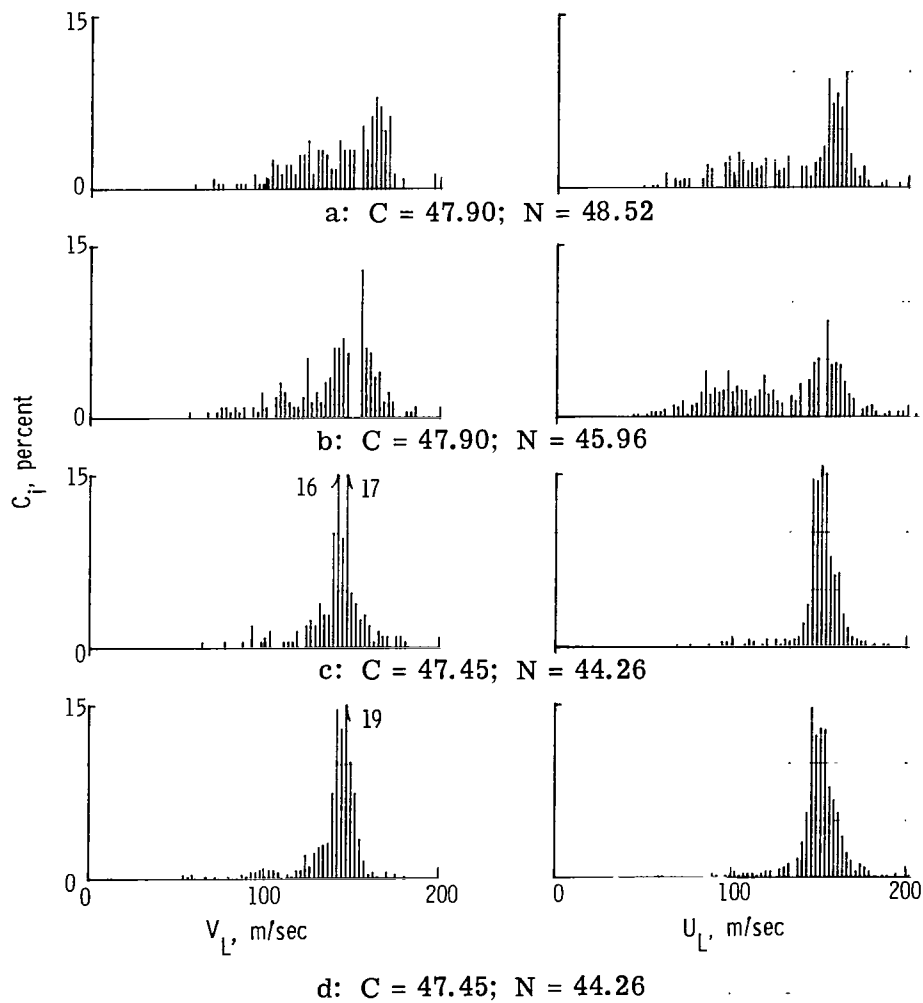 15
0
a: C = 47.90; N = 48.52
15
0
b: C = 47.90; N = 45.96
C_i, percent
15
16
17
0
c: C = 47.45; N = 44.26
15
19
0
0 100 200
0 100 200
V_L, m/sec
U_L, m/sec
d: C = 47.45; N = 44.26